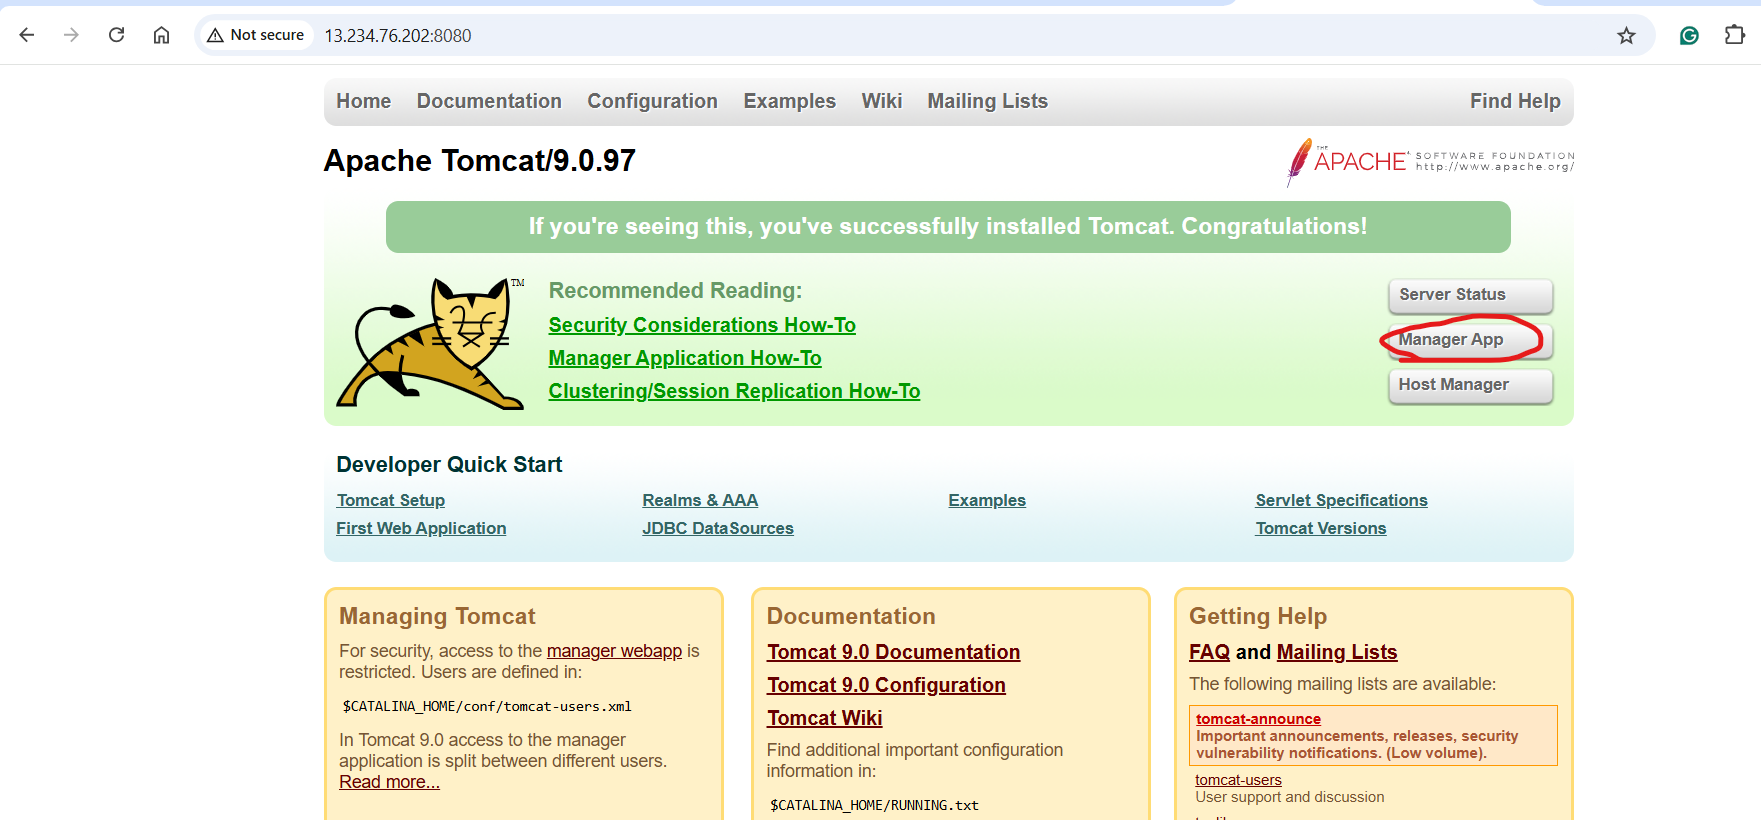 Not secure 13.234.76.202:8080
Home Documentation Configuration Examples Wiki Mailing Lists Find Help
Apache Tomcat/9.0.97
THE APACHE SOFTWARE FOUNDATION
http://www.apache.org/
If you're seeing this, you've successfully installed Tomcat. Congratulations!
TM
Recommended Reading:
Security Considerations How-To
Manager Application How-To
Clustering/Session Replication How-To
Server Status
Manager App
Host Manager
Developer Quick Start
Tomcat Setup
First Web Application
Realms & AAA
JDBC DataSources
Examples
Servlet Specifications
Tomcat Versions
Managing Tomcat
For security, access to the manager webapp is
restricted. Users are defined in:
$CATALINA_HOME/conf/tomcat-users.xml
In Tomcat 9.0 access to the manager
application is split between different users.
Read more...
Documentation
Tomcat 9.0 Documentation
Tomcat 9.0 Configuration
Tomcat Wiki
Find additional important configuration
information in:
$CATALINA_HOME/RUNNING.txt
Getting Help
FAQ and Mailing Lists
The following mailing lists are available:
tomcat-announce
Important announcements, releases, security
vulnerability notifications. (Low volume).
tomcat-users
User support and discussion